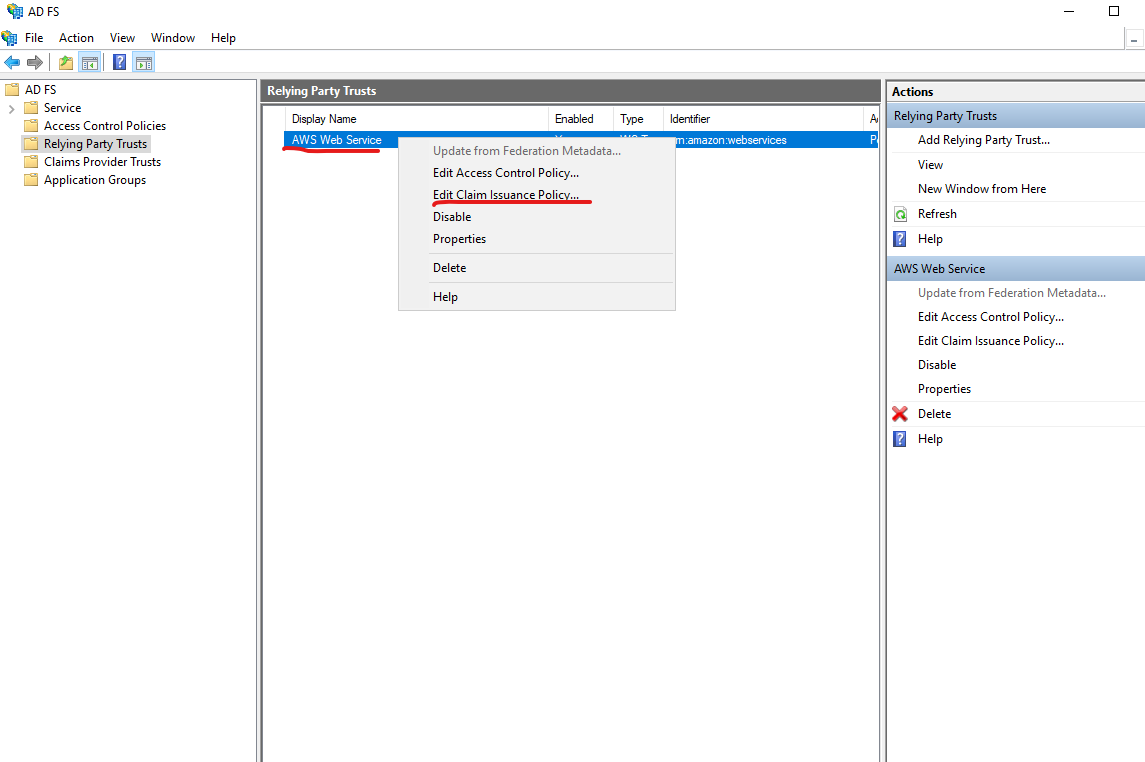 AD FS
File Action View Window Help
AD FS
Service
Access Control Policies
Relying Party Trusts
Claims Provider Trusts
Application Groups
Relying Party Trusts
Display Name Enabled Type Identifier
AWS Web Service rn:amazon:webservices
Update from Federation Metadata...
Edit Access Control Policy...
Edit Claim Issuance Policy...
Disable
Properties
Delete
Help
Actions
Relying Party Trusts
Add Relying Party Trust...
View
New Window from Here
Refresh
Help
AWS Web Service
Update from Federation Metadata...
Edit Access Control Policy...
Edit Claim Issuance Policy...
Disable
Properties
Delete
Help